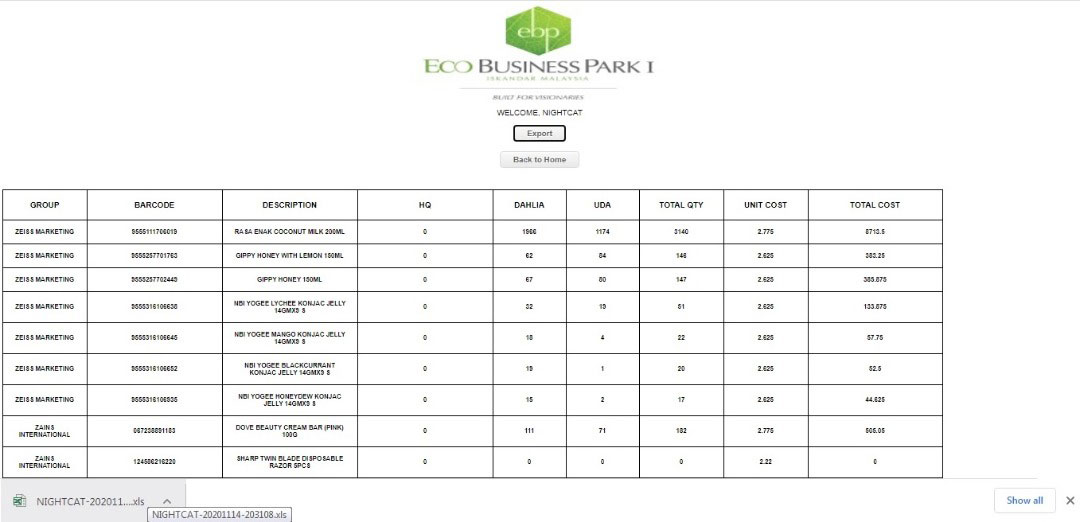 ebp
ECO BUSINESS PARK I
ISKANDAR MALAYSIA
BUILT FOR VISIONARIES
WELCOME, NIGHTCAT
Export
Back to Home
GROUP BARCODE DESCRIPTION HQ DAHLIA UDA TOTAL QTY UNIT COST TOTAL COST
ZEISS MARKETING 9555111706019 RASA ENAK COCONUT MILK 200ML 0 1966 1174 3140 2.775 8713.5
ZEISS MARKETING 9555257701763 GIPPY HONEY WITH LEMON 150ML 0 62 84 146 2.625 383.25
ZEISS MARKETING 9555257702449 GIPPY HONEY 150ML 0 67 80 147 2.625 385.875
ZEISS MARKETING 9555316106638 NBI YOGEE LYCHEE KONJAC JELLY
14GMX9 S 0 32 19 51 2.625 133.875
ZEISS MARKETING 9555316106645 NBI YOGEE MANGO KONJAC JELLY
14GMX9 S 0 18 4 22 2.625 57.75
ZEISS MARKETING 9555316106652 NBI YOGEE BLACKCURRANT
KONJAC JELLY 14GMX9 S 0 19 1 20 2.625 52.5
ZEISS MARKETING 9555316106935 NBI YOGEE HONEYDEW KONJAC
JELLY 14GMX9 S 0 15 2 17 2.625 44.625
ZAINS
INTERNATIONAL 067238891183 DOVE BEAUTY CREAM BAR (PINK)
100G 0 111 71 182 2.775 505.05
ZAINS
INTERNATIONAL 124586216220 SHARP TWIN BLADE DISPOSABLE
RAZOR 5PCS 0 0 0 0 2.22 0
NIGHTCAT-202011....xls
NIGHTCAT-20201114-203108.xls
Show all